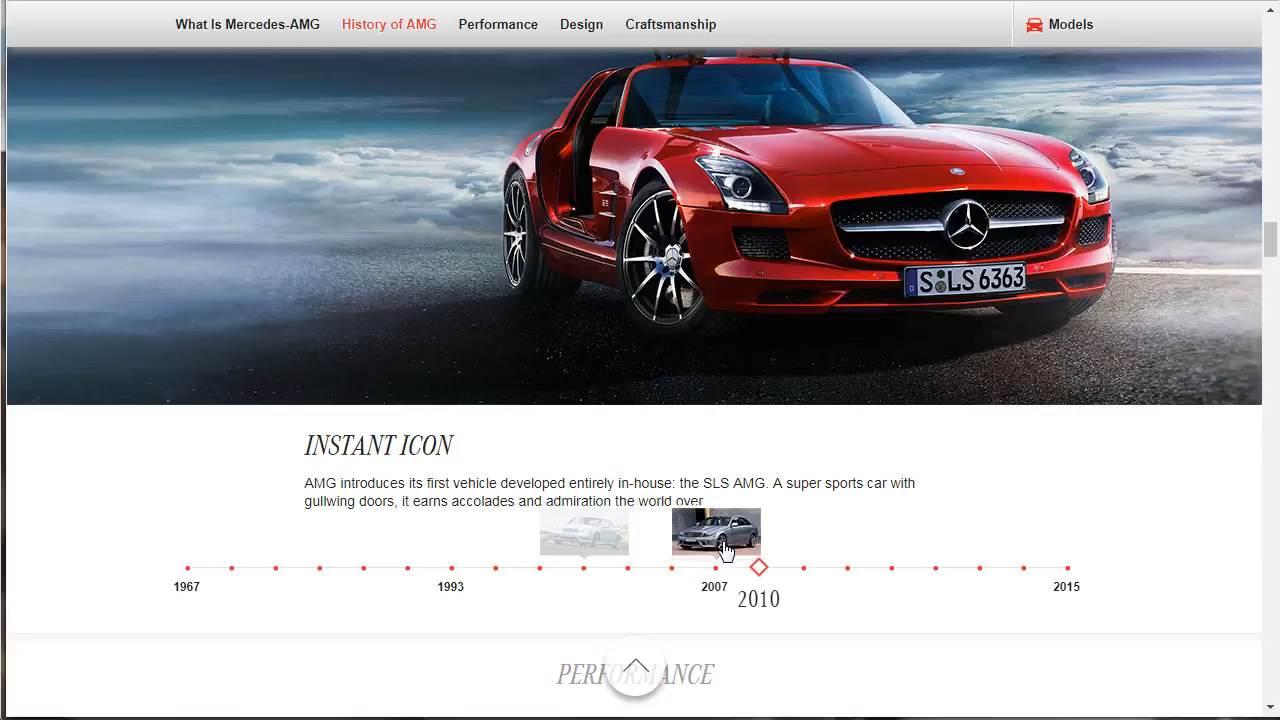 What Is Mercedes-AMG History of AMG Performance Design Craftsmanship Models
S LS 6363
INSTANT ICON
AMG introduces its first vehicle developed entirely in-house: the SLS AMG. A super sports car with
gullwing doors, it earns accolades and admiration the world over
1967 1993 2007 2015
2010
PERFORMANCE